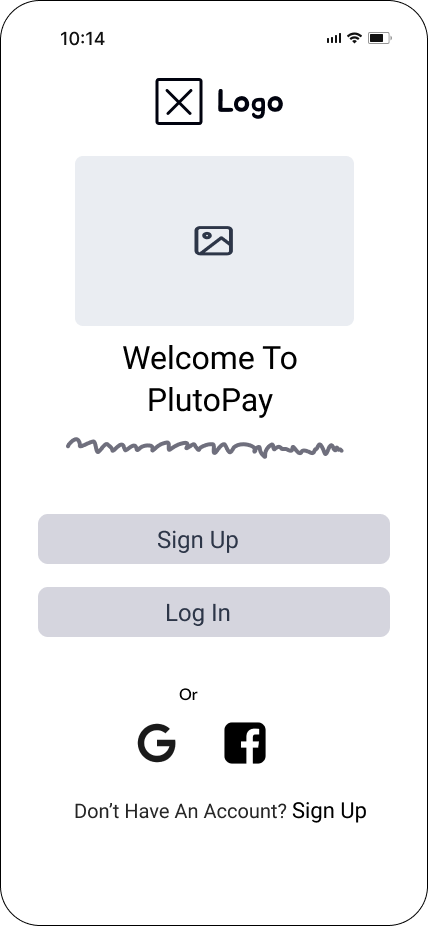 10:14
Logo
Welcome To
PlutoPay
Sign Up
Log In
Or
Don’t Have An Account? Sign Up